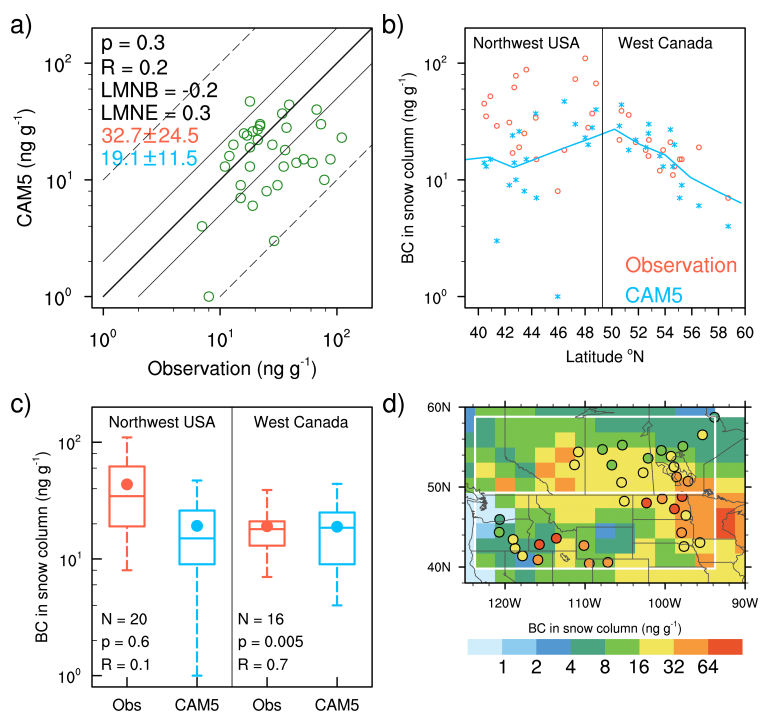 a)
p = 0.3
R = 0.2
LMNB = -0.2
LMNE = 0.3
32.7±24.5
19.1±11.5
CAM5 (ng g⁻¹)
10²
10¹
10⁰
10⁰ 10¹ 10²
Observation (ng g⁻¹)
b)
Northwest USA West Canada
BC in snow column (ng g⁻¹)
10²
10¹
10⁰
Observation
CAM5
40 42 44 46 48 50 52 54 56 58 60
Latitude ᵒN
c)
Northwest USA West Canada
BC in snow column (ng g⁻¹)
10²
10¹
10⁰
N = 20 N = 16
p = 0.6 p = 0.005
R = 0.1 R = 0.7
Obs CAM5 Obs CAM5
d)
60N
50N
40N
120W 110W 100W 90W
BC in snow column (ng g⁻¹)
1 2 4 8 16 32 64